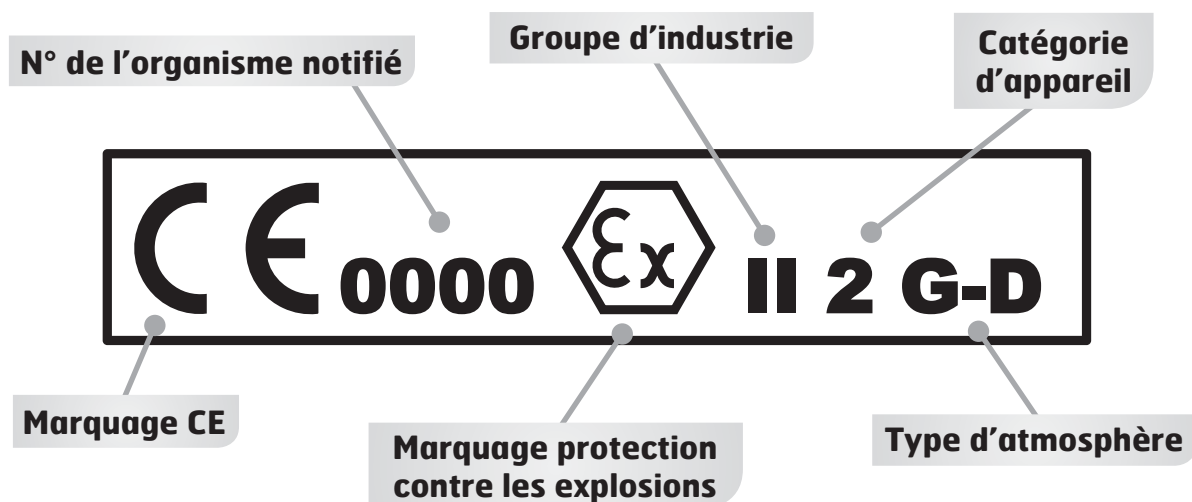 N° de l'organisme notifié
Groupe d'industrie
Catégorie
d'appareil
CE 0000 Ex II 2 G-D
Marquage CE
Marquage protection
contre les explosions
Type d'atmosphère